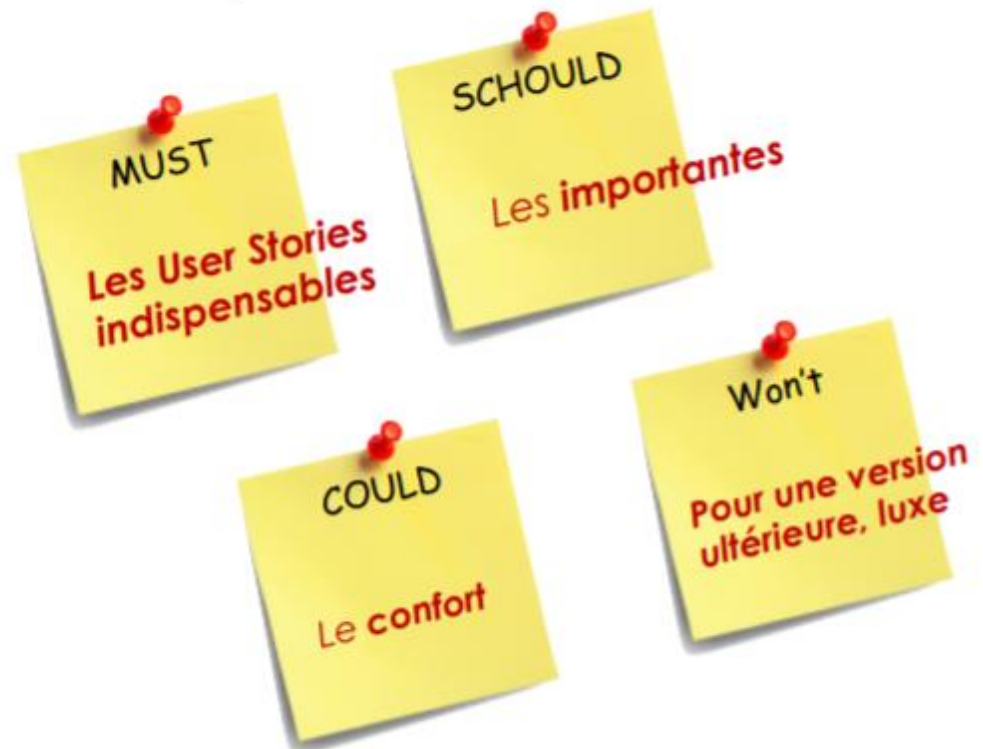 MUST
Les User Stories
indispensables
SCHOULD
Les importantes
COULD
Le confort
Won't
Pour une version
ultérieure, luxe